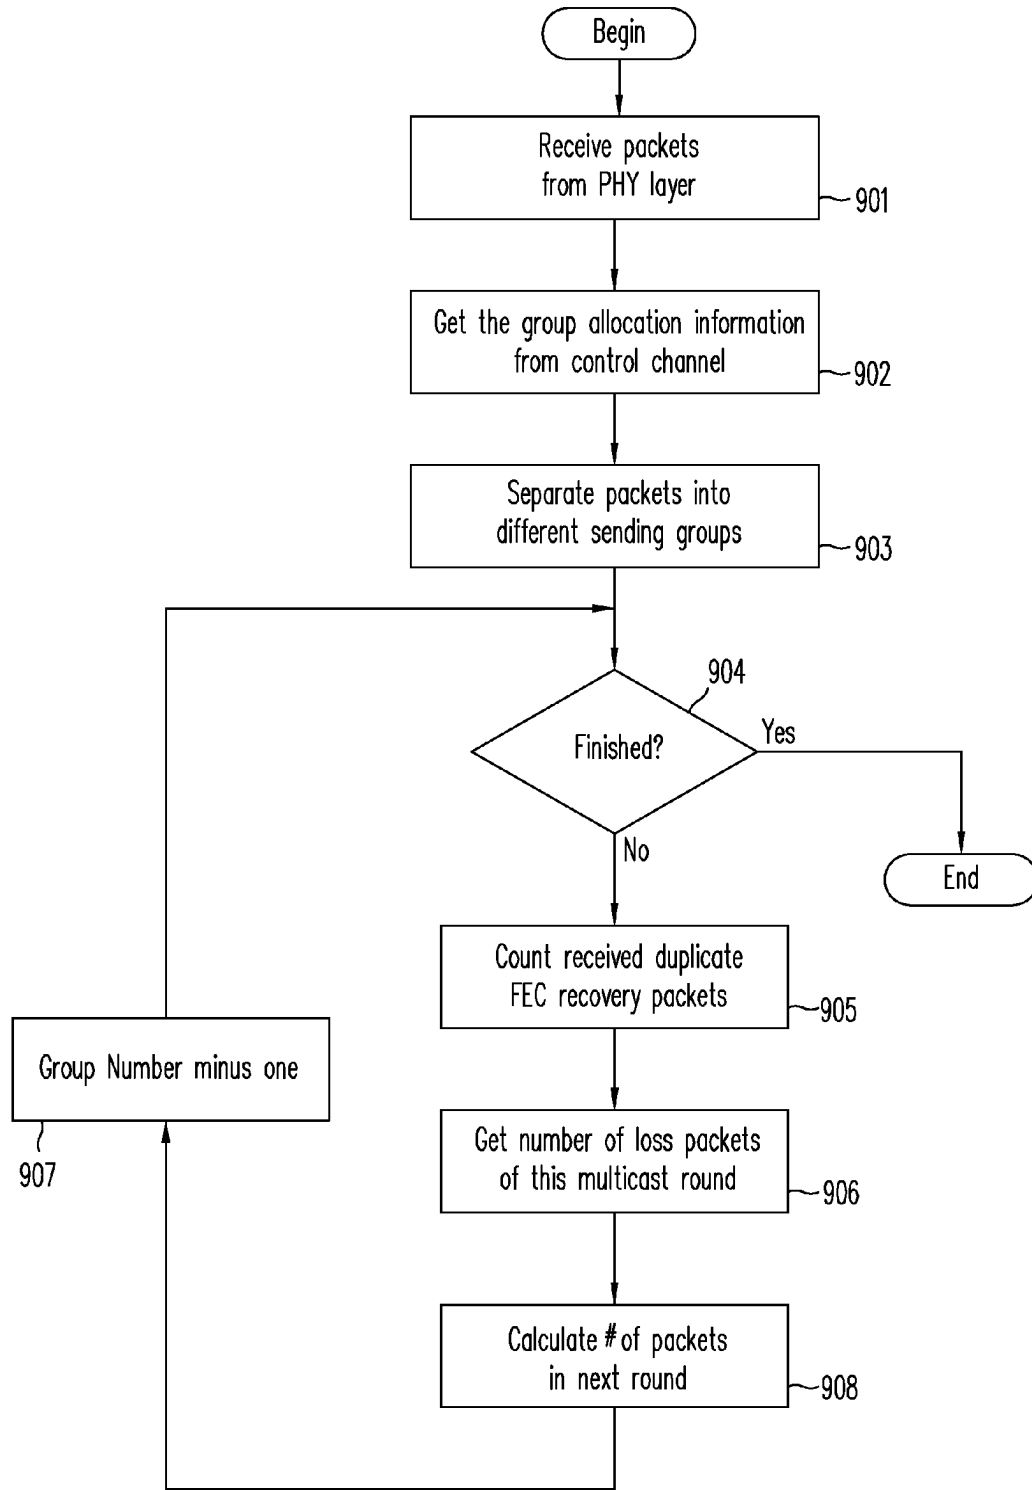 Begin
Receive packets
from PHY layer
901
Get the group allocation information
from control channel
902
Separate packets into
different sending groups
903
904
Finished?
Yes
No
End
Count received duplicate
FEC recovery packets
905
Group Number minus one
907
Get number of loss packets
of this multicast round
906
Calculate # of packets
in next round
908